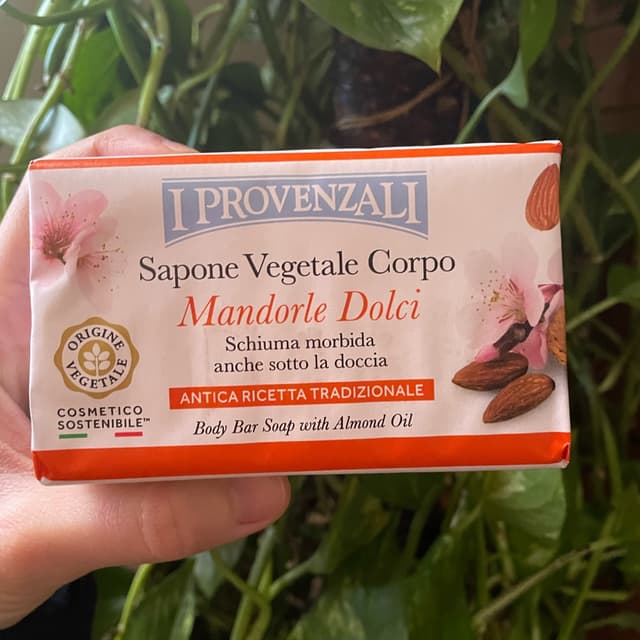 I PROVENZALI
Sapone Vegetale Corpo
Mandorle Dolci
Schiuma morbida
anche sotto la doccia
ANTICA RICETTA TRADIZIONALE
Body Bar Soap with Almond Oil
ORIGINE
VEGETALE
COSMETICO
SOSTENIBILE™